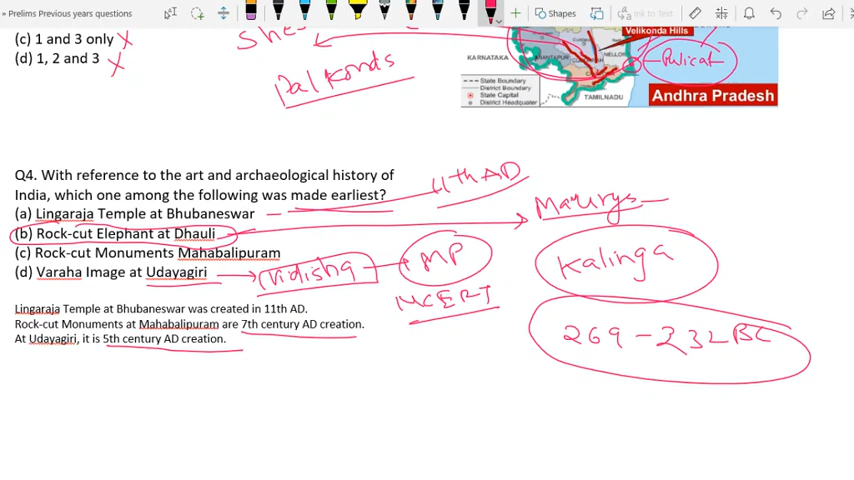 » Prelims Previous years questions
Shapes
Ink to Text
(c) 1 and 3 only X
(d) 1, 2 and 3 X
She
Palkonds
Velikonda Hills
KARNATAKA
ANANTAPUR
NELLORE
Pulicat
State Boundary
District Boundary
State Capital
District Headquarter
TAMILNADU
Andhra Pradesh
Q4. With reference to the art and archaeological history of
India, which one among the following was made earliest?
11th AD
(a) Lingaraja Temple at Bhubaneswar
Maurya
(b) Rock-cut Elephant at Dhauli
(c) Rock-cut Monuments Mahabalipuram
Kalinga
MP
(d) Varaha Image at Udayagiri
Vidisha
NCERT
Lingaraja Temple at Bhubaneswar was created in 11th AD.
Rock-cut Monuments at Mahabalipuram are 7th century AD creation.
At Udayagiri, it is 5th century AD creation.
269 - 232 BC